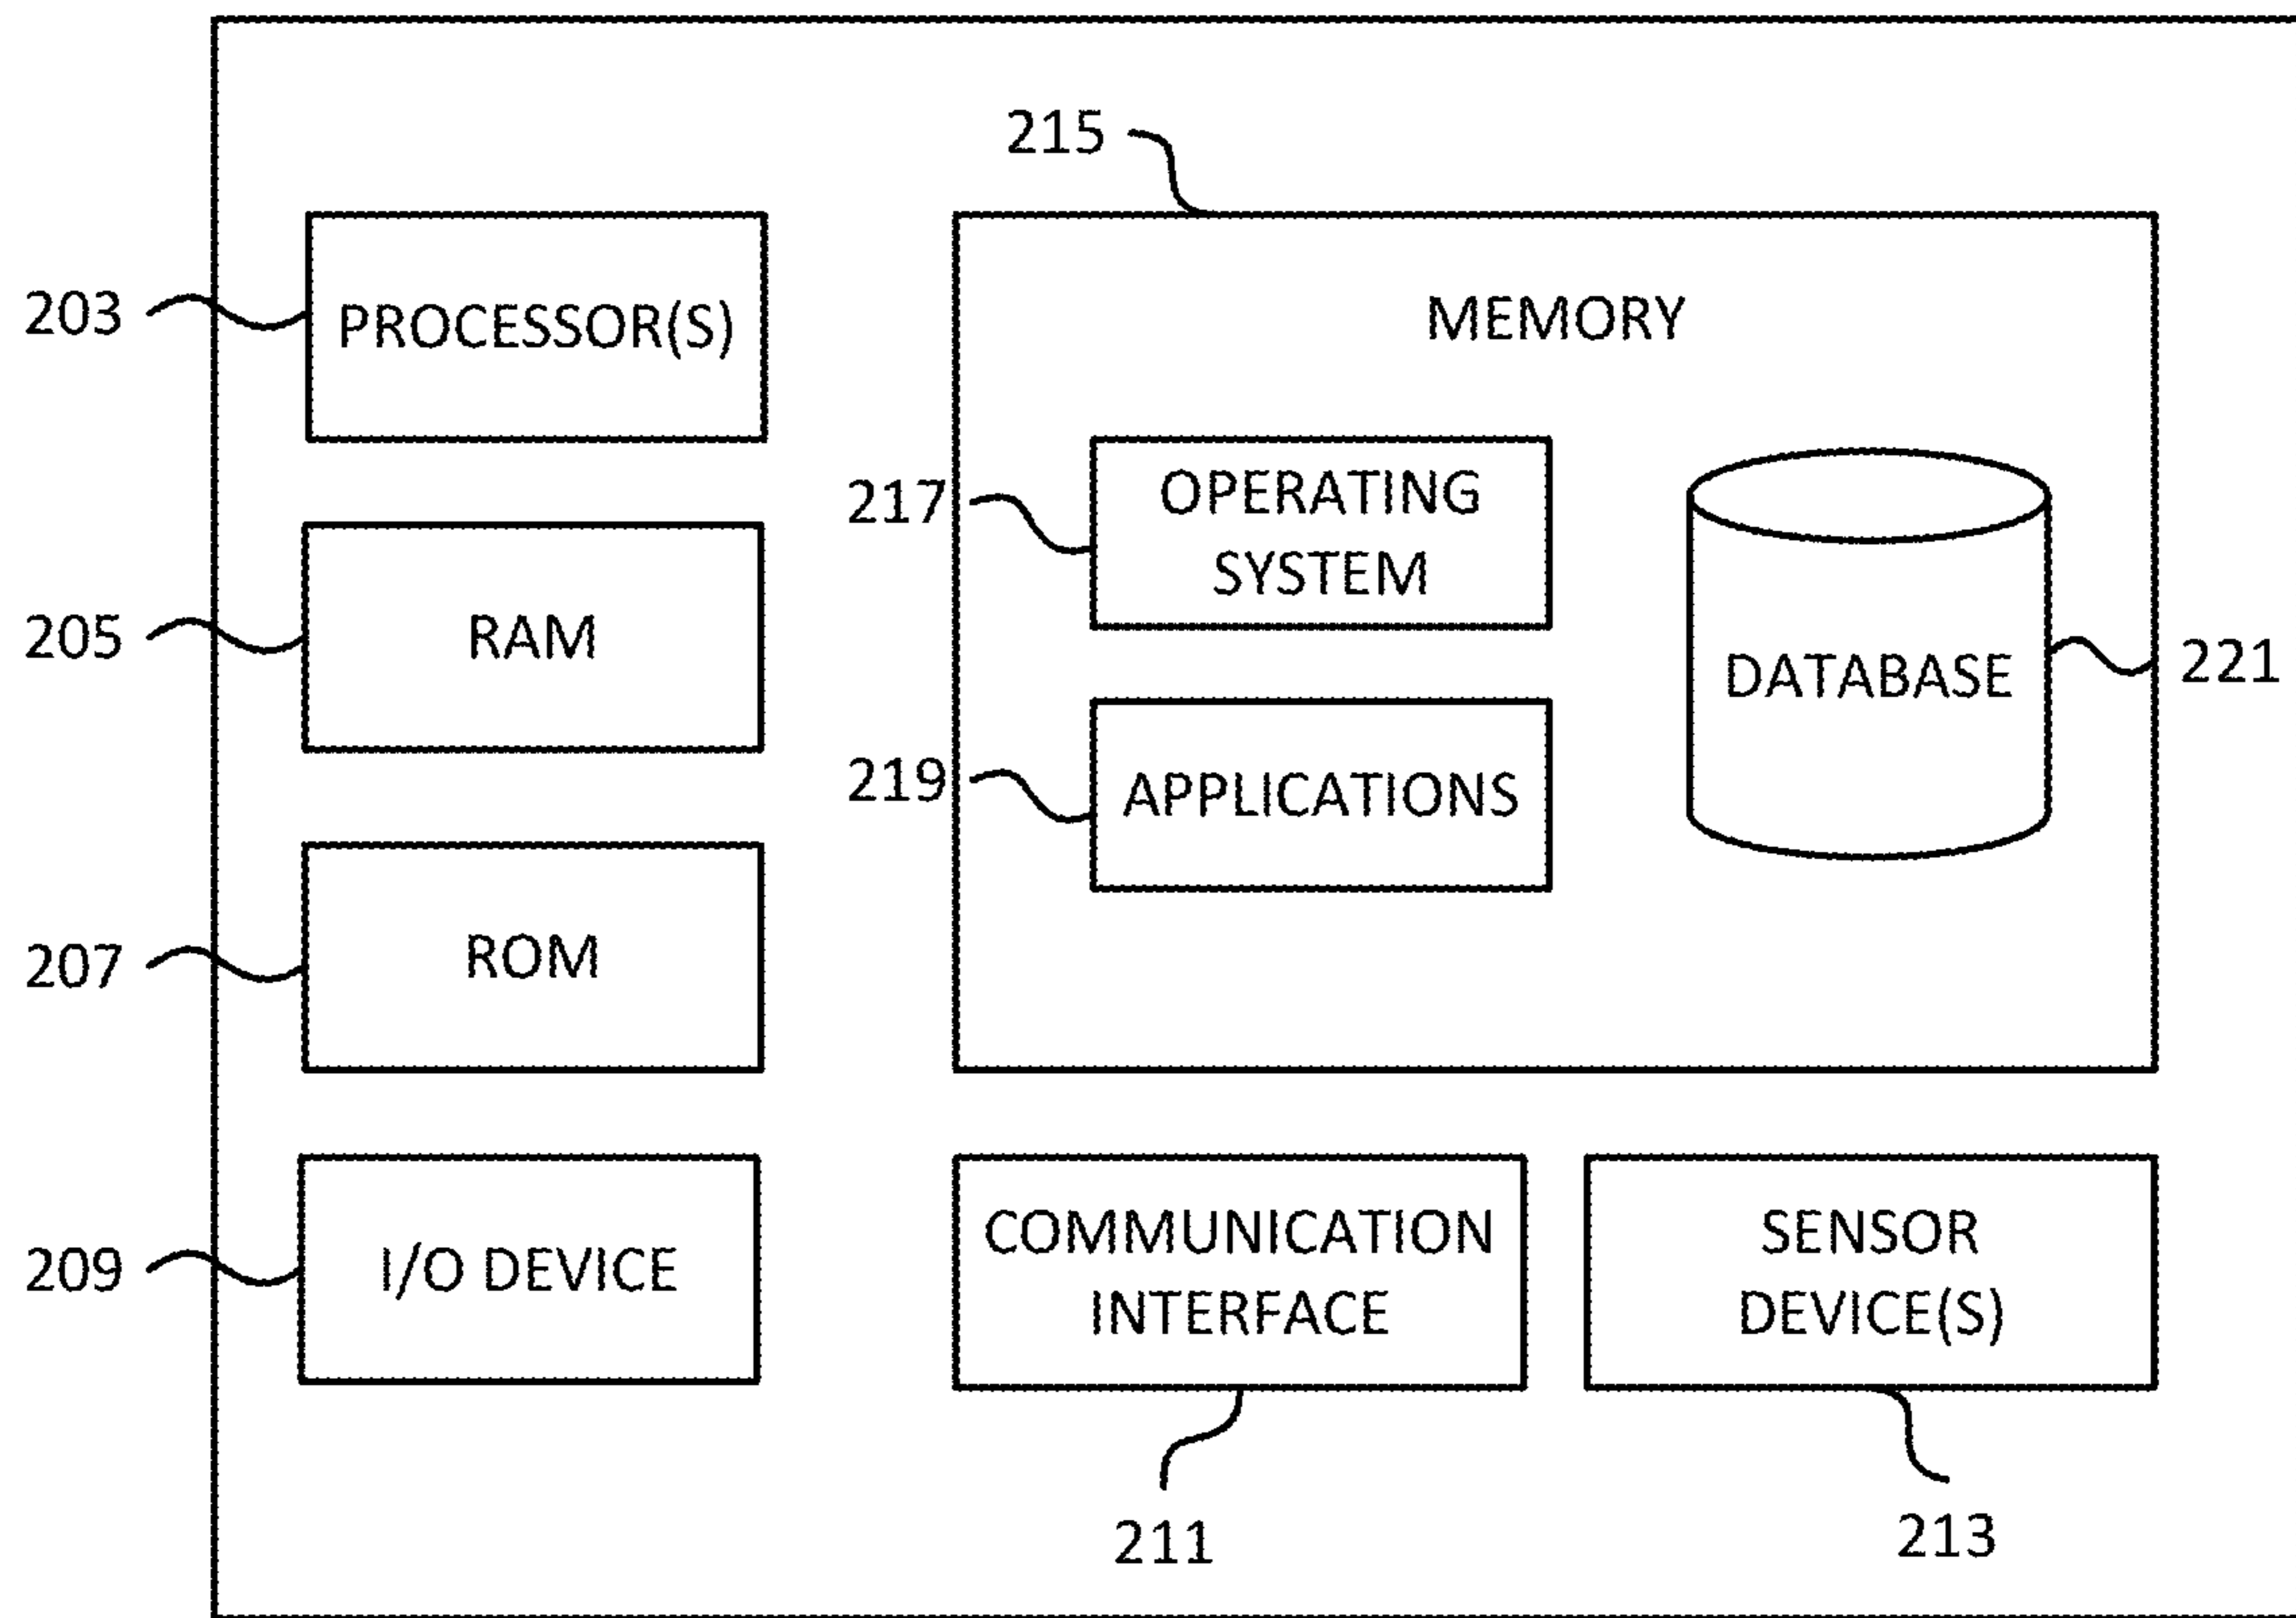 215
203
PROCESSOR(S)
MEMORY
217
OPERATING
SYSTEM
205
RAM
DATABASE
221
219
APPLICATIONS
207
ROM
209
I/O DEVICE
COMMUNICATION
INTERFACE
SENSOR
DEVICE(S)
211
213